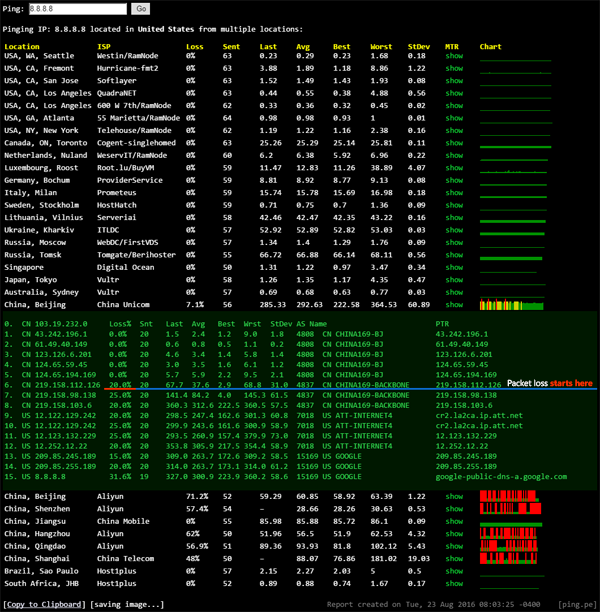 Ping: 8.8.8.8 Go
Pinging IP: 8.8.8.8 located in United States from multiple locations:
Location ISP Loss Sent Last Avg Best Worst StDev MTR Chart
USA, WA, Seattle Westin/RamNode 0% 63 0.23 0.29 0.23 1.68 0.18 show
USA, CA, Fremont Hurricane-fmt2 0% 63 3.88 1.89 1.18 8.86 1.22 show
USA, CA, San Jose Softlayer 0% 63 1.52 1.49 1.43 1.93 0.08 show
USA, CA, Los Angeles QuadraNET 0% 63 0.44 0.55 0.38 4.88 0.56 show
USA, CA, Los Angeles 600 W 7th/RamNode 0% 62 0.33 0.36 0.32 0.45 0.02 show
USA, GA, Atlanta 55 Marietta/RamNode 0% 64 0.98 0.98 0.93 1 0.01 show
USA, NY, New York Telehouse/RamNode 0% 62 1.19 1.22 1.16 2.38 0.16 show
Canada, ON, Toronto Cogent-singlehomed 0% 63 25.26 25.29 25.14 25.81 0.11 show
Netherlands, Nuland WeservIT/RamNode 0% 60 6.2 6.38 5.92 6.96 0.22 show
Luxembourg, Roost Root.lu/BuyVM 0% 59 11.47 12.83 11.26 38.89 4.07 show
Germany, Bochum ProviderService 0% 59 8.81 8.92 8.77 9.13 0.08 show
Italy, Milan Prometeus 0% 59 15.74 15.78 15.69 16.98 0.18 show
Sweden, Stockholm HostHatch 0% 59 0.71 0.75 0.7 1.36 0.09 show
Lithuania, Vilnius Serveriai 0% 58 42.46 42.47 42.35 43.22 0.16 show
Ukraine, Kharkiv ITLDC 0% 57 52.92 52.89 52.82 53.03 0.03 show
Russia, Moscow WebDC/FirstVDS 0% 57 1.34 1.4 1.29 1.76 0.09 show
Russia, Tomsk Tomgate/Berihoster 0% 55 66.72 66.88 66.14 68.11 0.56 show
Singapore Digital Ocean 0% 50 1.31 1.22 0.97 3.47 0.34 show
Japan, Tokyo Vultr 0% 58 1.26 1.35 1.17 4.35 0.47 show
Australia, Sydney Vultr 0% 57 0.69 0.68 0.63 0.77 0.03 show
China, Beijing China Unicom 7.1% 56 285.33 292.63 222.58 364.53 60.89 show
0. CN 103.19.232.0 Loss% Snt Last Avg Best Wrst StDev AS Name PTR
1. CN 43.242.196.1 0.0% 20 1.5 2.4 1.2 9.0 1.8 4808 CN CHINA169-BJ 43.242.196.1
2. CN 61.49.40.149 0.0% 20 0.6 0.8 0.5 1.1 0.2 4808 CN CHINA169-BJ 61.49.40.149
3. CN 123.126.6.201 0.0% 20 4.6 3.4 1.4 5.8 1.4 4808 CN CHINA169-BJ 123.126.6.201
4. CN 124.65.59.45 0.0% 20 3.0 3.5 1.6 6.1 1.2 4808 CN CHINA169-BJ 124.65.59.45
5. CN 124.65.194.169 0.0% 20 5.7 5.9 2.2 9.5 2.1 4808 CN CHINA169-BJ 124.65.194.169
6. CN 219.158.112.126 20.0% 20 67.7 37.6 2.9 68.8 31.0 4837 CN CHINA169-BACKBONE 219.158.112.126 Packet loss starts here
7. CN 219.158.98.138 25.0% 20 141.4 84.2 4.0 145.3 61.5 4837 CN CHINA169-BACKBONE 219.158.98.138
8. CN 219.158.103.6 20.0% 20 360.3 312.6 222.5 360.5 57.5 4837 CN CHINA169-BACKBONE 219.158.103.6
9. US 12.122.129.242 20.0% 20 298.5 247.4 162.6 301.3 60.8 7018 US ATT-INTERNET4 cr2.la2ca.ip.att.net
10. US 12.122.129.242 25.0% 20 299.9 243.6 161.6 300.9 58.9 7018 US ATT-INTERNET4 cr2.la2ca.ip.att.net
11. US 12.123.132.229 25.0% 20 293.5 260.9 157.4 379.9 73.0 7018 US ATT-INTERNET4 12.123.132.229
12. US 12.252.12.22 20.0% 20 353.8 305.9 217.5 354.4 58.9 7018 US ATT-INTERNET4 12.252.12.22
13. US 209.85.245.189 15.0% 20 309.0 263.7 172.6 309.2 58.5 15169 US GOOGLE 209.85.245.189
14. US 209.85.255.189 20.0% 20 314.0 263.7 173.1 314.0 61.2 15169 US GOOGLE 209.85.255.189
15. US 8.8.8.8 31.6% 19 327.0 300.9 223.9 360.2 58.6 15169 US GOOGLE google-public-dns-a.google.com
China, Beijing Aliyun 71.2% 52 59.29 60.85 58.92 63.39 1.22 show
China, Shenzhen Aliyun 57.4% 54 – 28.66 28.26 30.63 0.53 show
China, Jiangsu China Mobile 0% 55 85.98 85.88 85.72 86.1 0.09 show
China, Hangzhou Aliyun 62% 50 51.96 56.5 51.9 62.53 4.32 show
China, Qingdao Aliyun 56.9% 51 89.36 93.93 81.8 102.12 5.43 show
China, Shanghai China Telecom 48% 50 – 88.07 76.86 181.02 19.03 show
Brazil, Sao Paulo Host1plus 0% 57 2.15 2.27 2.03 5 0.5 show
South Africa, JHB Host1plus 0% 52 0.89 0.88 0.74 1.67 0.17 show
[Copy to Clipboard] [saving image...] Report created on Tue, 23 Aug 2016 08:03:25 -0400 [ping.pe]